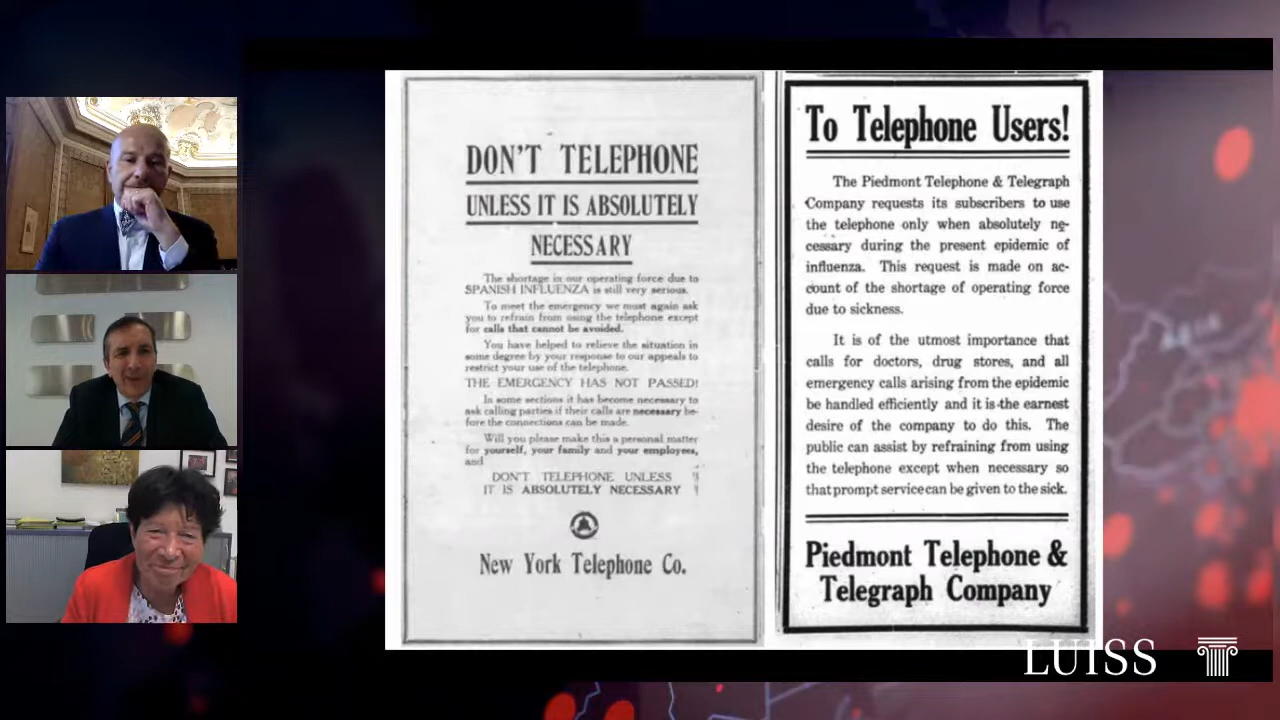 DON'T TELEPHONE
UNLESS IT IS ABSOLUTELY
NECESSARY
The shortage in our operating force due to
SPANISH INFLUENZA is still very serious.
To meet the emergency we must again ask
you to refrain from using the telephone except
for calls that cannot be avoided.
You have helped to relieve the situation in
some degree by your response to our appeals to
restrict your use of the telephone.
THE EMERGENCY HAS NOT PASSED!
In some sections it has become necessary to
ask calling parties if their calls are necessary be-
fore the connections can be made.
Will you please make this a personal matter
for yourself, your family and your employees,
and
DON'T TELEPHONE UNLESS
IT IS ABSOLUTELY NECESSARY
New York Telephone Co.
To Telephone Users!
The Piedmont Telephone & Telegraph
Company requests its subscribers to use
the telephone only when absolutely ne-
cessary during the present epidemic of
influenza. This request is made on ac-
count of the shortage of operating force
due to sickness.
It is of the utmost importance that
calls for doctors, drug stores, and all
emergency calls arising from the epidemic
be handled efficiently and it is the earnest
desire of the company to do this. The
public can assist by refraining from using
the telephone except when necessary so
that prompt service can be given to the sick.
Piedmont Telephone &
Telegraph Company
LUISS